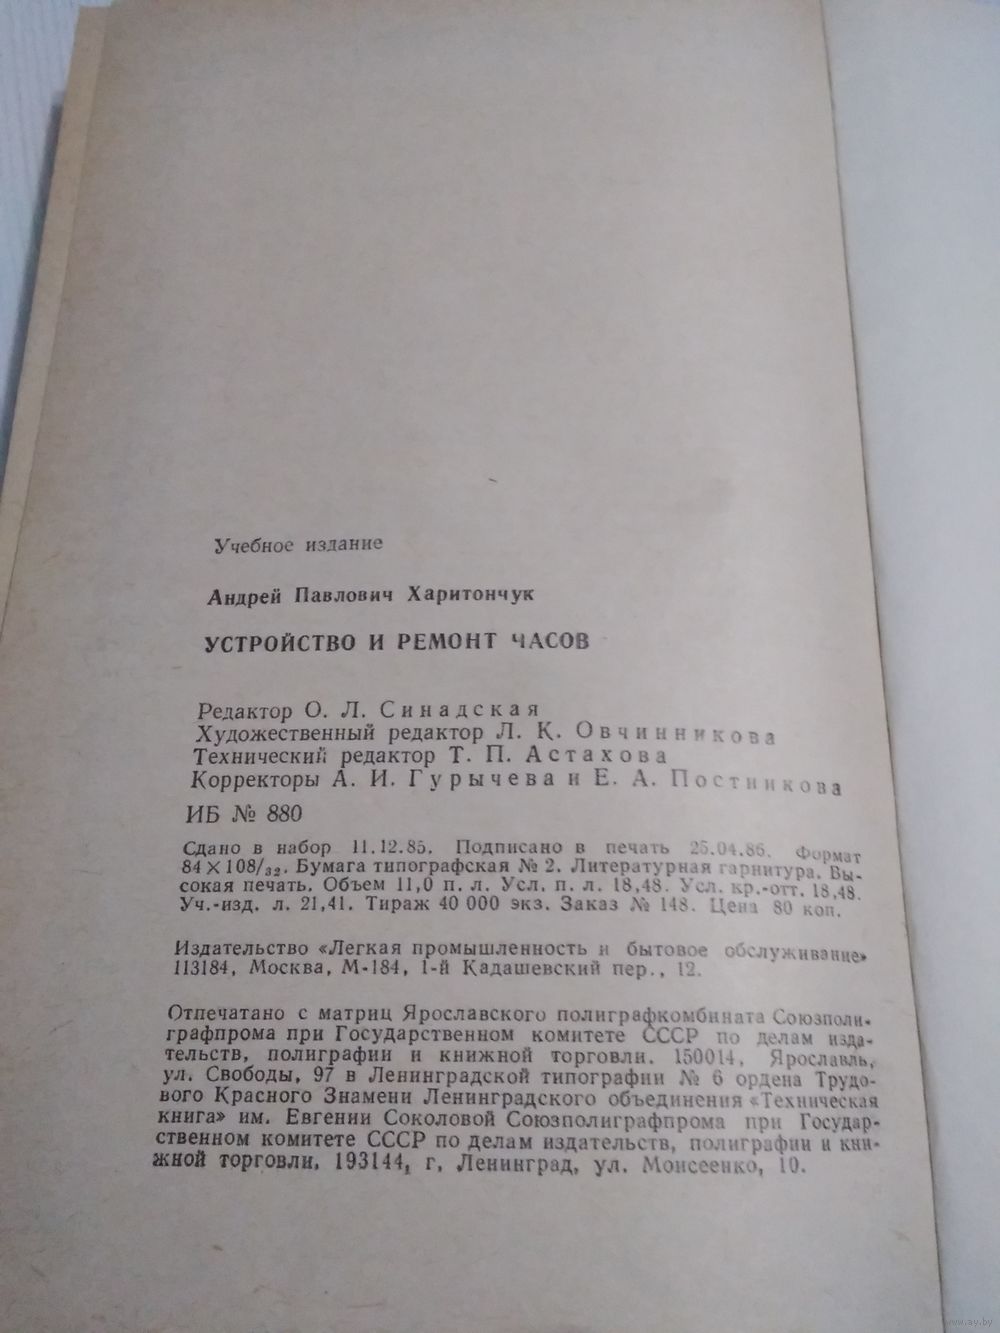 Учебное издание
Андрей Павлович Харитончук
УСТРОЙСТВО И РЕМОНТ ЧАСОВ
Редактор О. Л. Синадская
Художественный редактор Л. К. Овчинникова
Технический редактор Т. П. Астахова
Корректоры А. И. Гурычева и Е. А. Постникова
ИБ № 880
Сдано в набор 11.12.85. Подписано в печать 25.04.86. Формат
84×108/32. Бумага типографская № 2. Литературная гарнитура. Вы-
сокая печать. Объем 11,0 п. л. Усл. п. л. 18,48. Усл. кр.-отт. 18,48.
Уч.-изд. л. 21,41. Тираж 40 000 экз. Заказ № 148. Цена 80 коп.
Издательство «Легкая промышленность и бытовое обслуживание»
113184, Москва, М-184, 1-й Кадашевский пер., 12.
Отпечатано с матриц Ярославского полиграфкомбината Союзполи-
графпрома при Государственном комитете СССР по делам изда-
тельств, полиграфии и книжной торговли. 150014, Ярославль,
ул. Свободы, 97 в Ленинградской типографии № 6 ордена Трудо-
вого Красного Знамени Ленинградского объединения «Техническая
книга» им. Евгении Соколовой Союзполиграфпрома при Государ-
ственном комитете СССР по делам издательств, полиграфии и кни-
жной торговли. 193144, г. Ленинград, ул. Моисеенко, 10.
www.ay.by